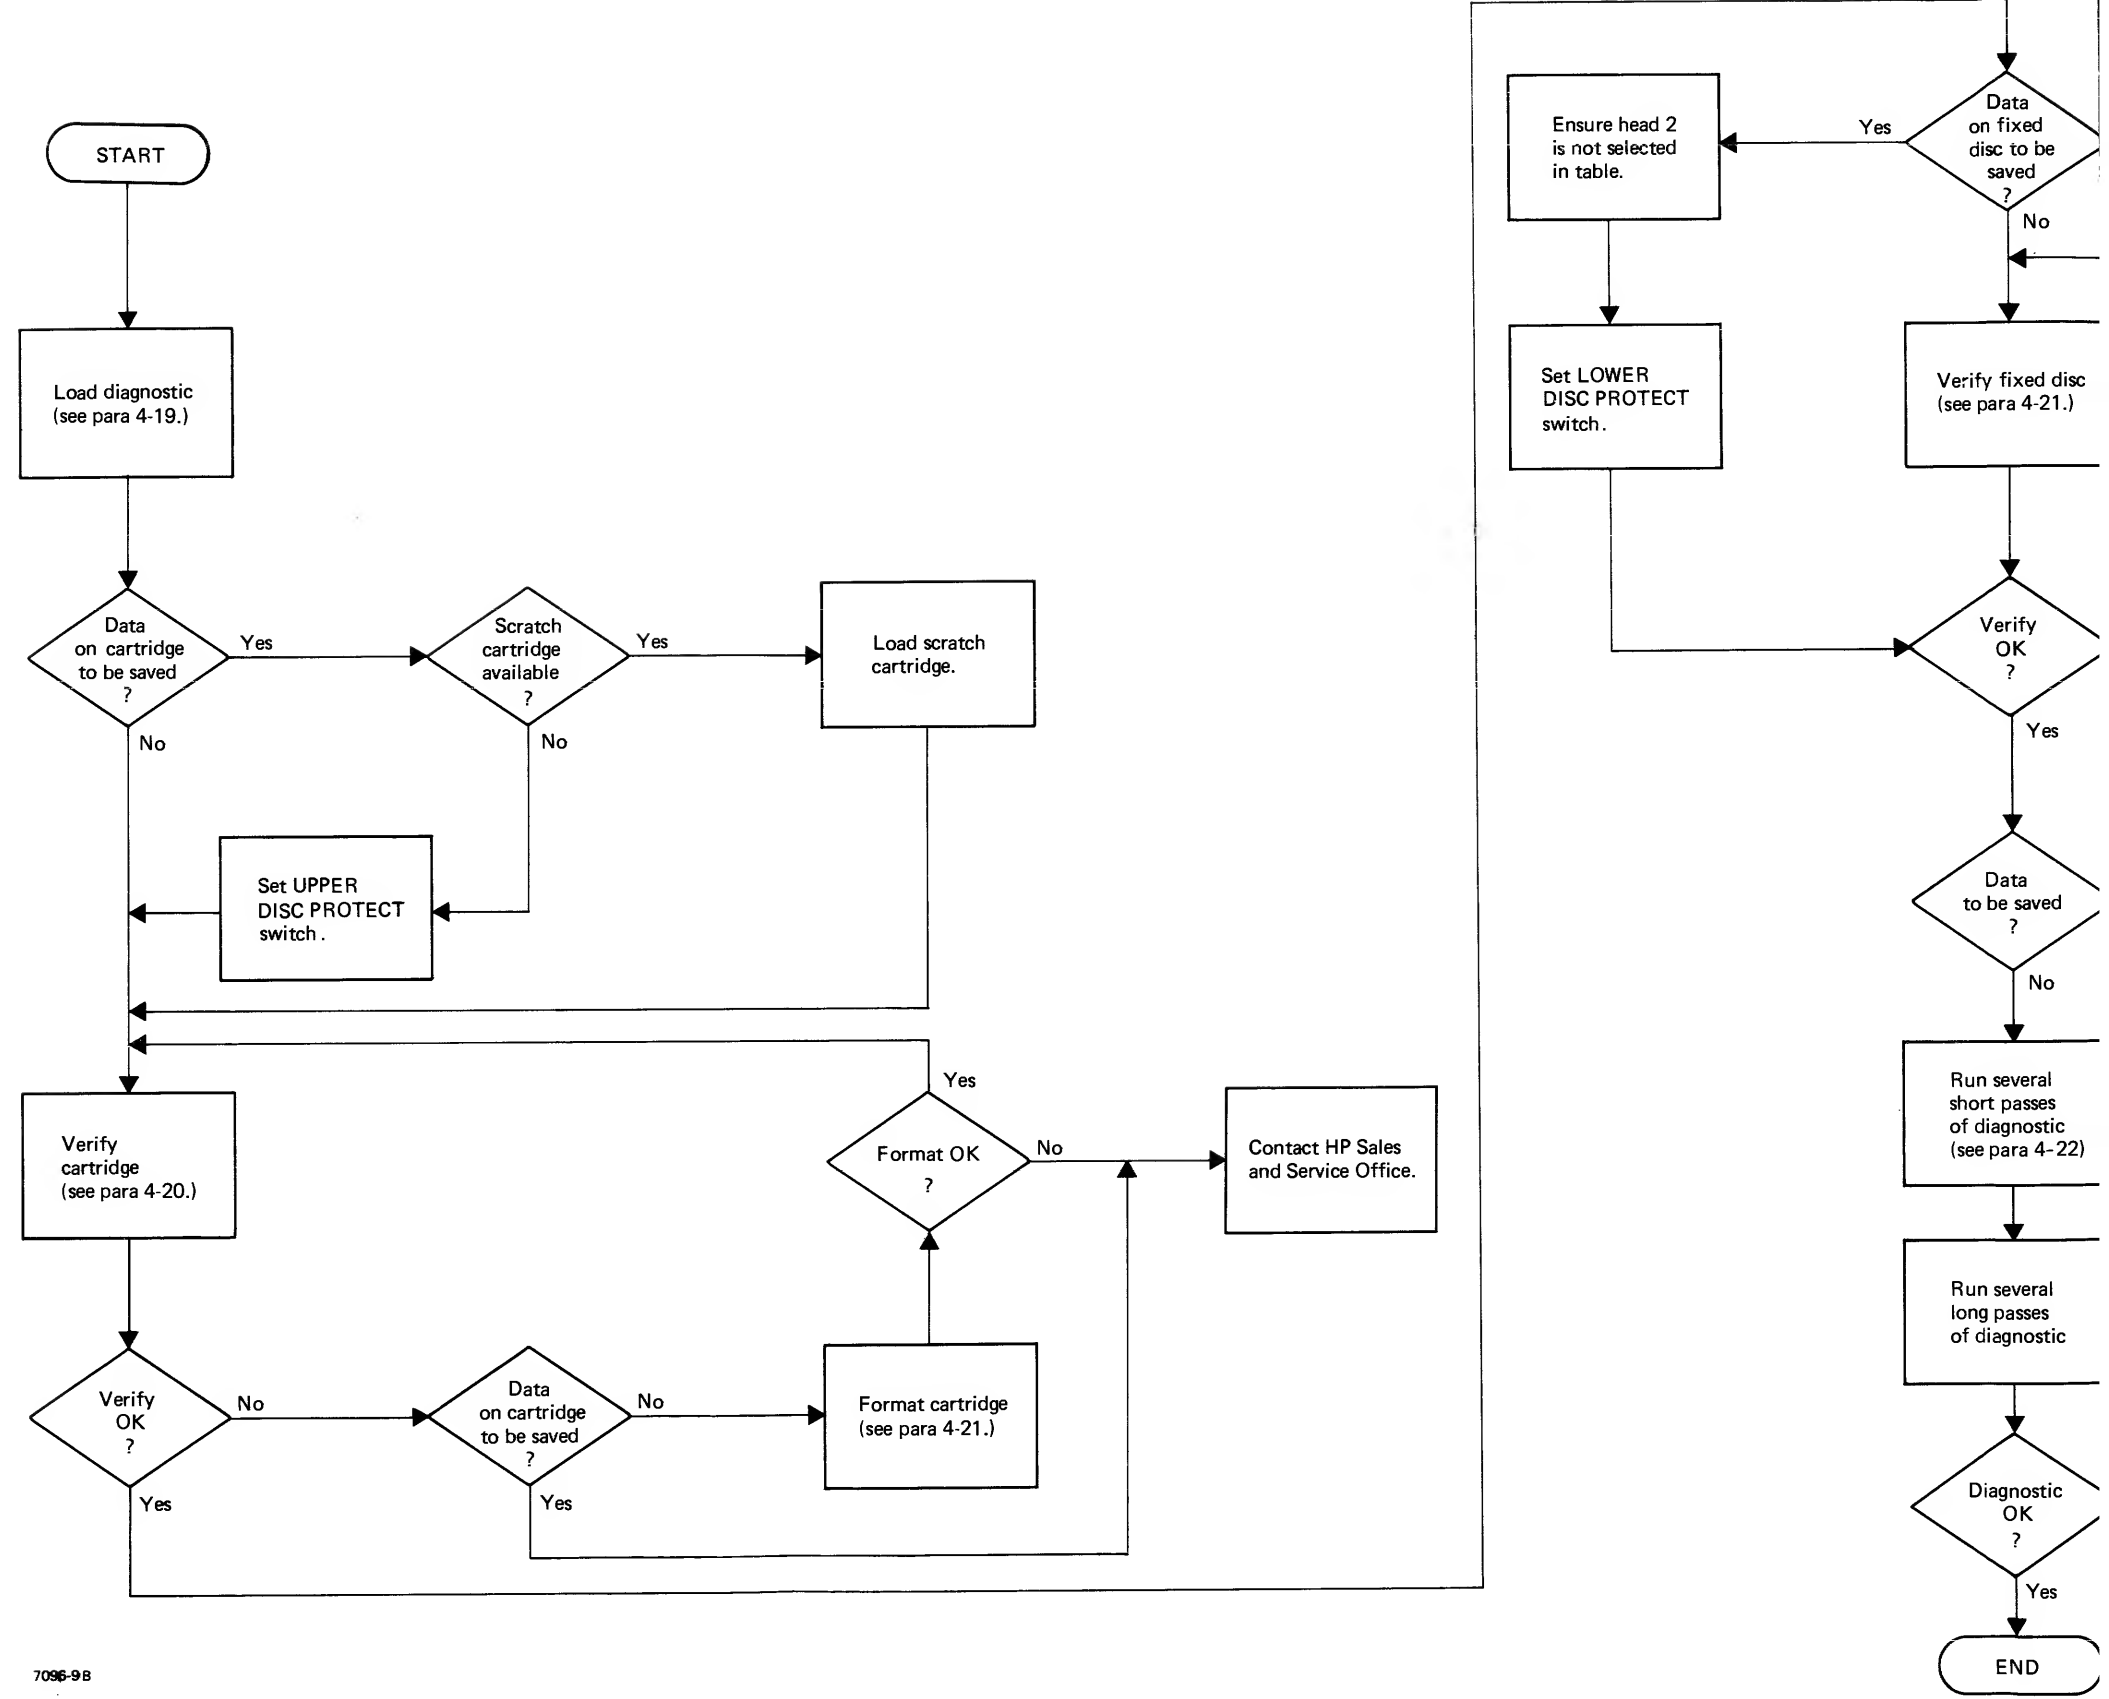 START
Load diagnostic
(see para 4-19.)
Data
on cartridge
to be saved
?
Yes
No
Scratch
cartridge
available
?
Yes
No
Load scratch
cartridge.
Set UPPER
DISC PROTECT
switch.
Verify
cartridge
(see para 4-20.)
Verify
OK
?
No
Yes
Data
on cartridge
to be saved
?
No
Yes
Format cartridge
(see para 4-21.)
Format OK
?
Yes
No
Contact HP Sales
and Service Office.
Data
on fixed
disc to be
saved
?
Yes
No
Ensure head 2
is not selected
in table.
Set LOWER
DISC PROTECT
switch.
Verify fixed disc
(see para 4-21.)
Verify
OK
?
Yes
Data
to be saved
?
No
Run several
short passes
of diagnostic
(see para 4-22)
Run several
long passes
of diagnostic
Diagnostic
OK
?
Yes
END
7096-9B